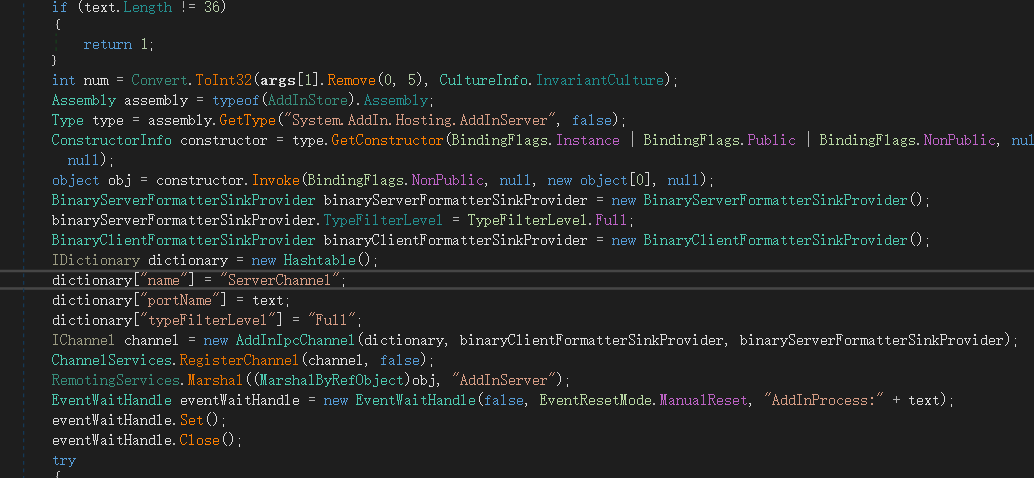 if (text.Length != 36)
{
return 1;
}
int num = Convert.ToInt32(args[1].Remove(0, 5), CultureInfo.InvariantCulture);
Assembly assembly = typeof(AddInStore).Assembly;
Type type = assembly.GetType("System.AddIn.Hosting.AddInServer", false);
ConstructorInfo constructor = type.GetConstructor(BindingFlags.Instance | BindingFlags.Public | BindingFlags.NonPublic, nul
null);
object obj = constructor.Invoke(BindingFlags.NonPublic, null, new object[0], null);
BinaryServerFormatterSinkProvider binaryServerFormatterSinkProvider = new BinaryServerFormatterSinkProvider();
binaryServerFormatterSinkProvider.TypeFilterLevel = TypeFilterLevel.Full;
BinaryClientFormatterSinkProvider binaryClientFormatterSinkProvider = new BinaryClientFormatterSinkProvider();
IDictionary dictionary = new Hashtable();
dictionary["name"] = "ServerChannel";
dictionary["portName"] = text;
dictionary["typeFilterLevel"] = "Full";
IChannel channel = new AddInIpcChannel(dictionary, binaryClientFormatterSinkProvider, binaryServerFormatterSinkProvider);
ChannelServices.RegisterChannel(channel, false);
RemotingServices.Marshal((MarshalByRefObject)obj, "AddInServer");
EventWaitHandle eventWaitHandle = new EventWaitHandle(false, EventResetMode.ManualReset, "AddInProcess:" + text);
eventWaitHandle.Set();
eventWaitHandle.Close();
try
{